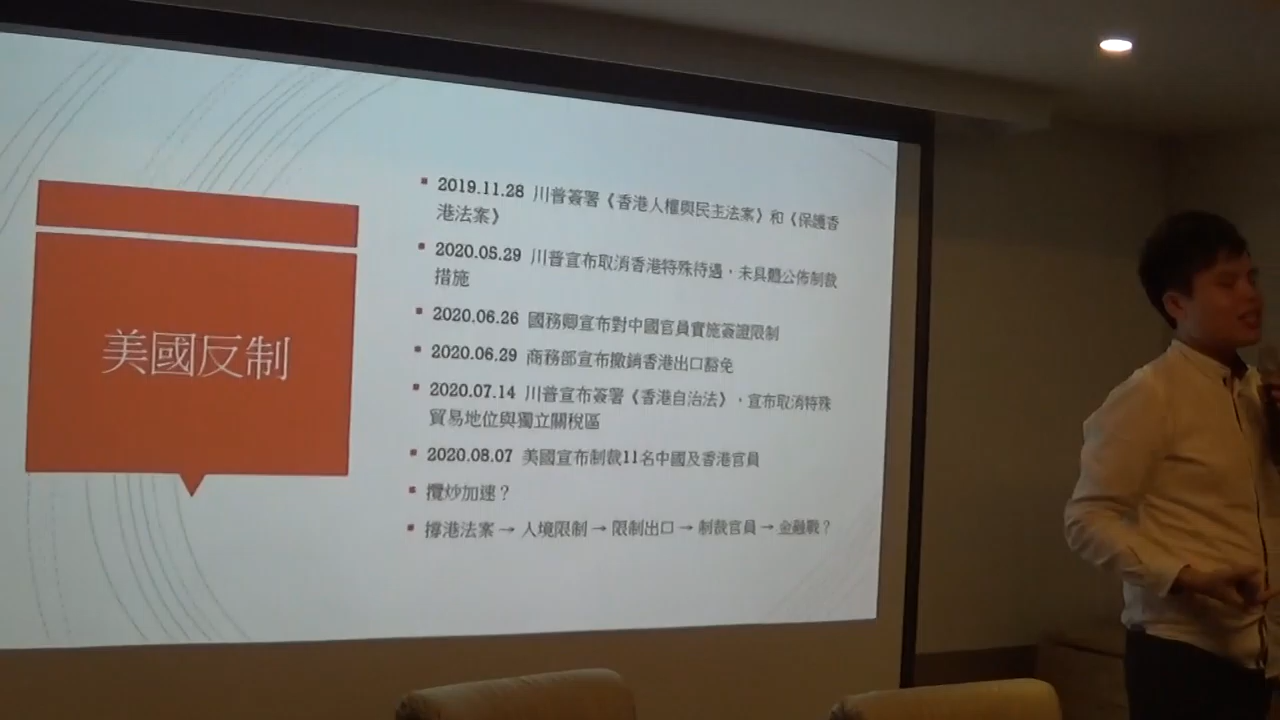 美國反制
2019.11.28 川普簽署《香港人權與民主法案》和《保護香
港法案》
2020.05.29 川普宣布取消香港特殊待遇，未具體公佈制裁
措施
2020.06.26 國務卿宣布對中國官員實施簽證限制
2020.06.29 商務部宣布撤銷香港出口豁免
2020.07.14 川普宣布簽署《香港自治法》，宣布取消特殊
貿易地位與獨立關稅區
2020.08.07 美國宣布制裁11名中國及香港官員
攬炒加速？
撐港法案 → 入境限制 → 限制出口 → 制裁官員 → 金融戰？